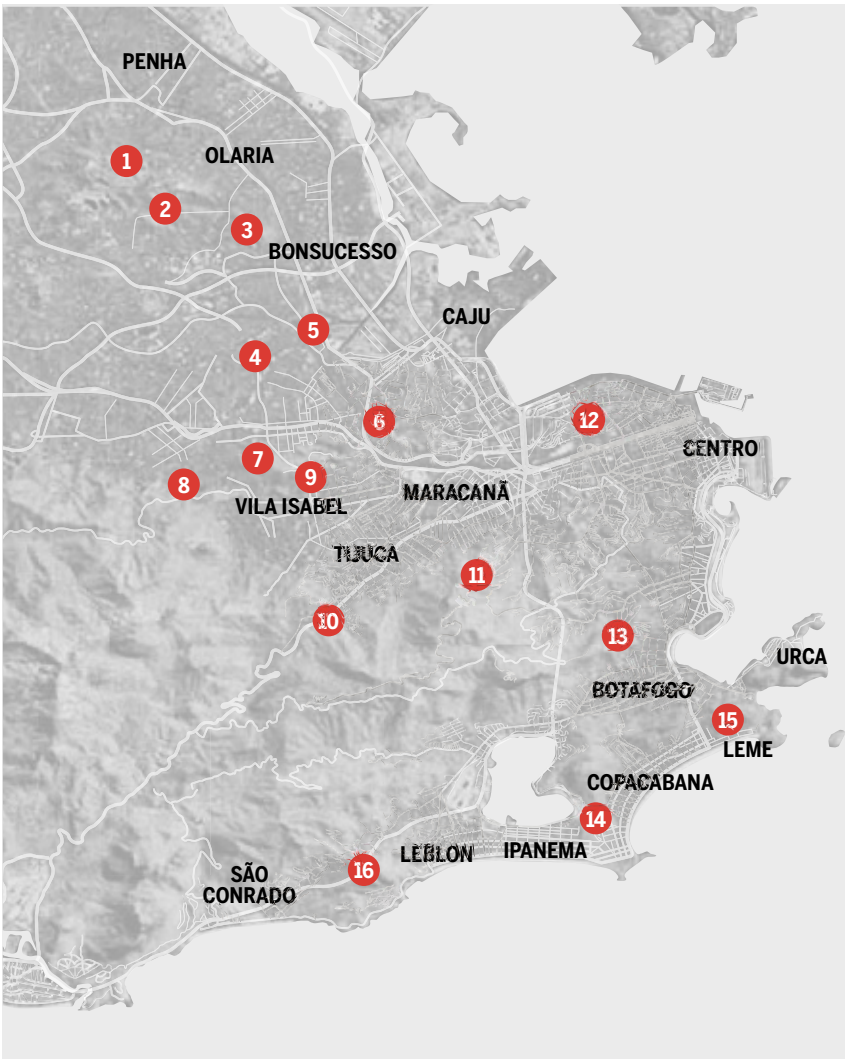 PENHA
1
OLARIA
2
3
BONSUCESSO
CAJU
5
4
6
12
CENTRO
7
8
9
MARACANÃ
VILA ISABEL
TIJUCA
11
10
13
URCA
BOTAFOGO
15
LEME
COPACABANA
14
IPANEMA
LEBLON
16
SÃO
CONRADO